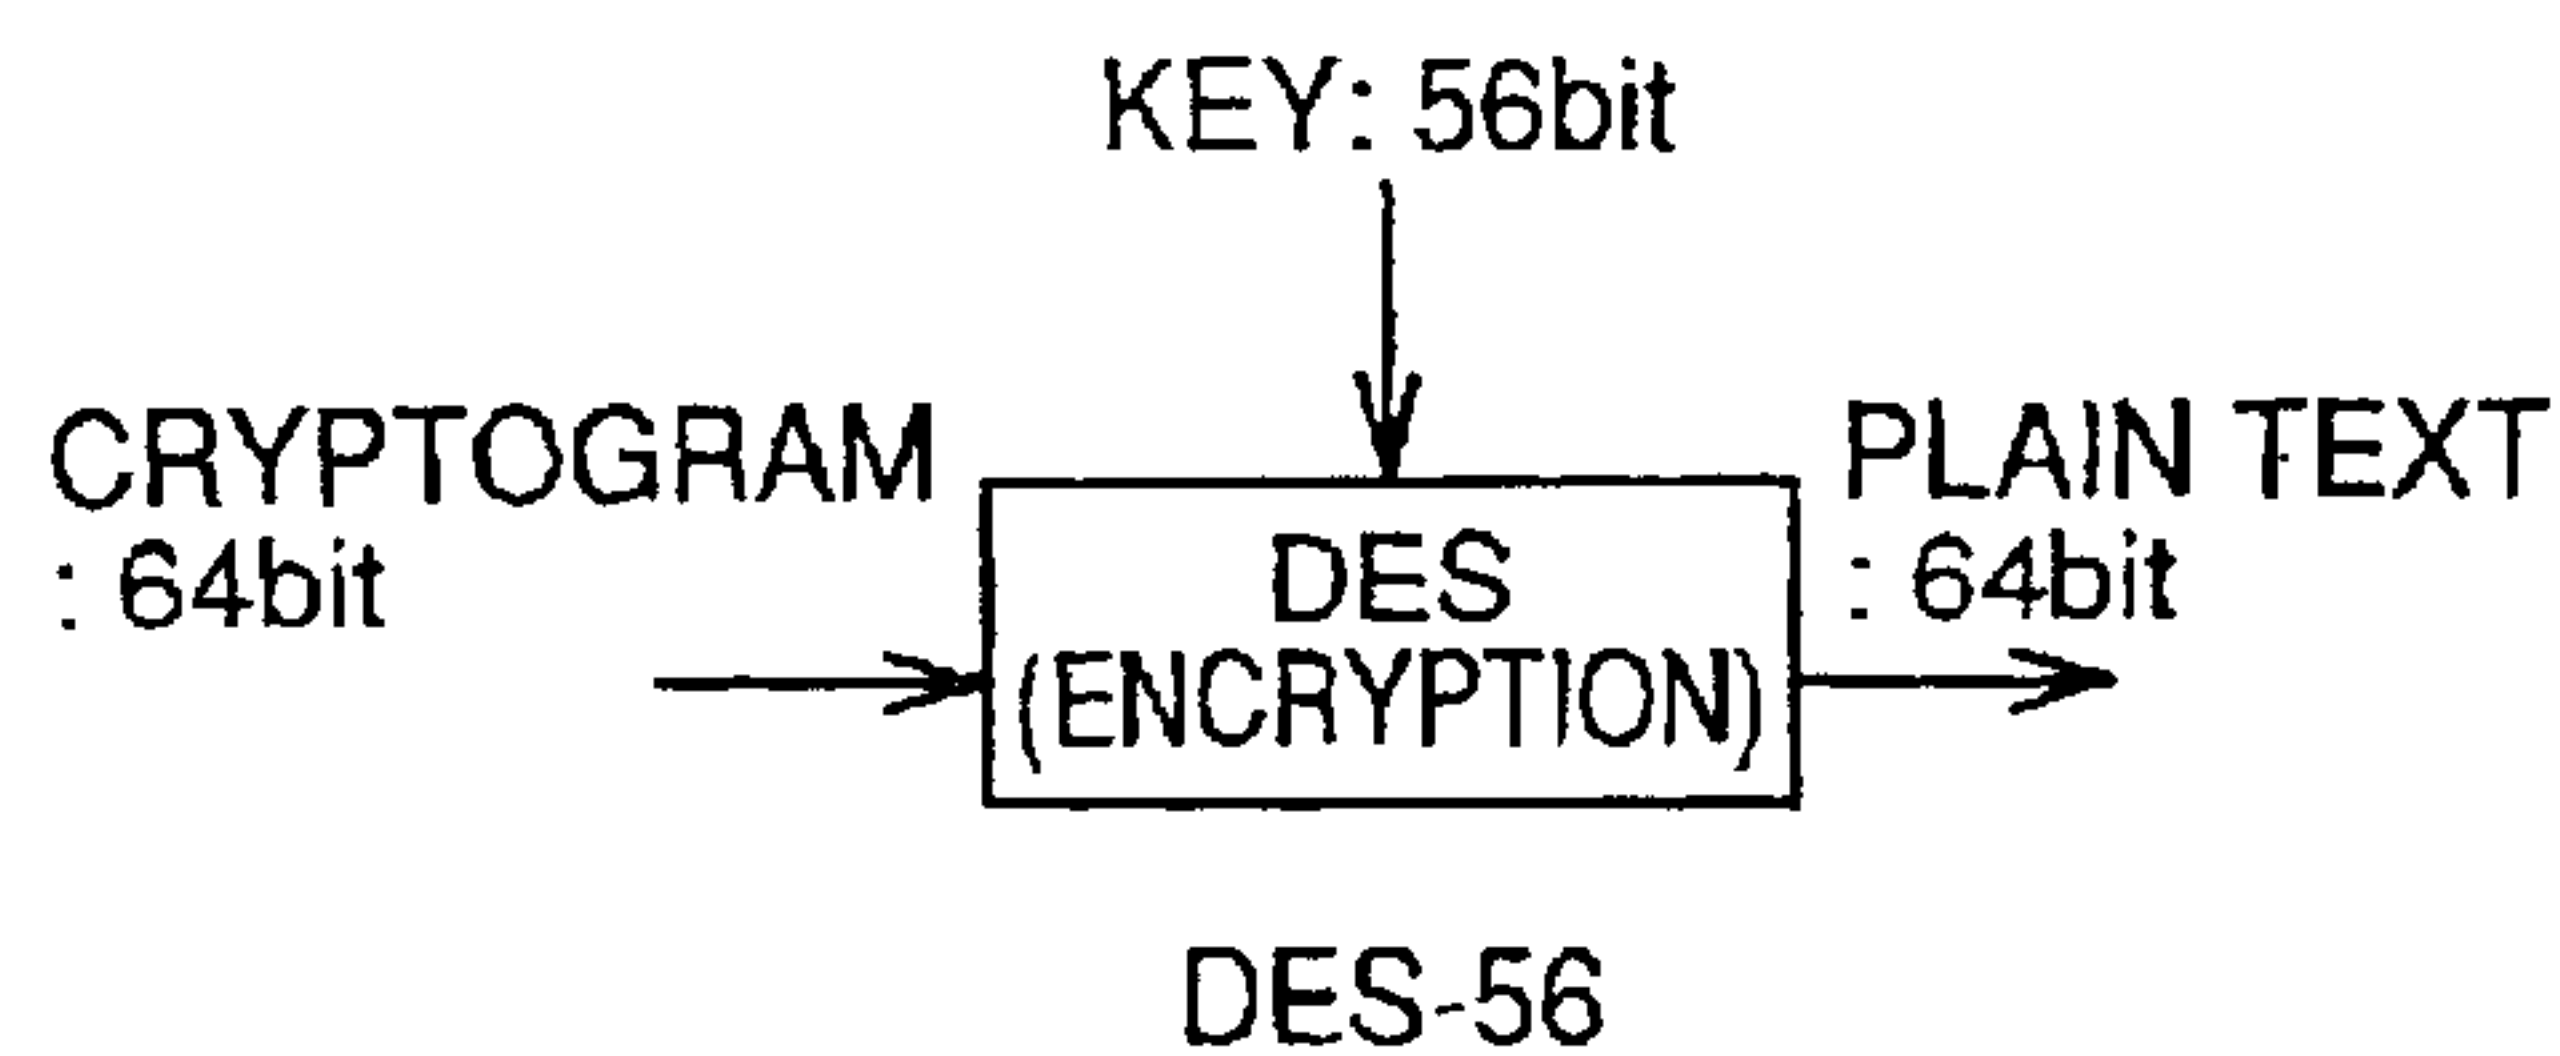 KEY: 56bit
CRYPTOGRAM
: 64bit
DES
(ENCRYPTION)
PLAIN TEXT
: 64bit
DES-56